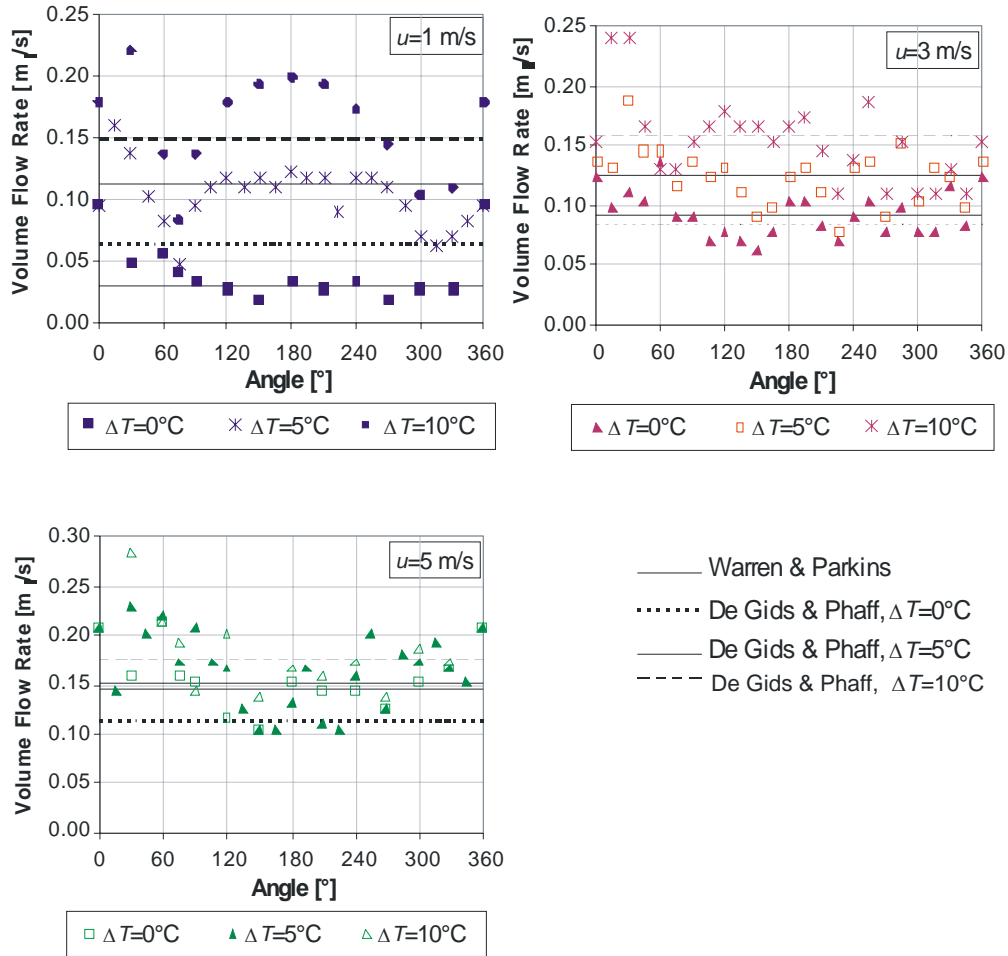 0.25
0.20
0.15
0.10
0.05
0.00
Volume Flow Rate [m/s]
u=1 m/s
0 60 120 180 240 300 360
Angle [°]
ΔT=0°C ΔT=5°C ΔT=10°C
0.25
0.20
0.15
0.10
0.05
0.00
Volume Flow Rate [m/s]
u=3 m/s
0 60 120 180 240 300 360
Angle [°]
ΔT=0°C ΔT=5°C ΔT=10°C
0.30
0.25
0.20
0.15
0.10
0.00
Volume Flow Rate [m/s]
u=5 m/s
0 60 120 180 240 300 360
Angle [°]
ΔT=0°C ΔT=5°C ΔT=10°C
Warren & Parkins
De Gids & Phaff, ΔT=0°C
De Gids & Phaff, ΔT=5°C
De Gids & Phaff, ΔT=10°C